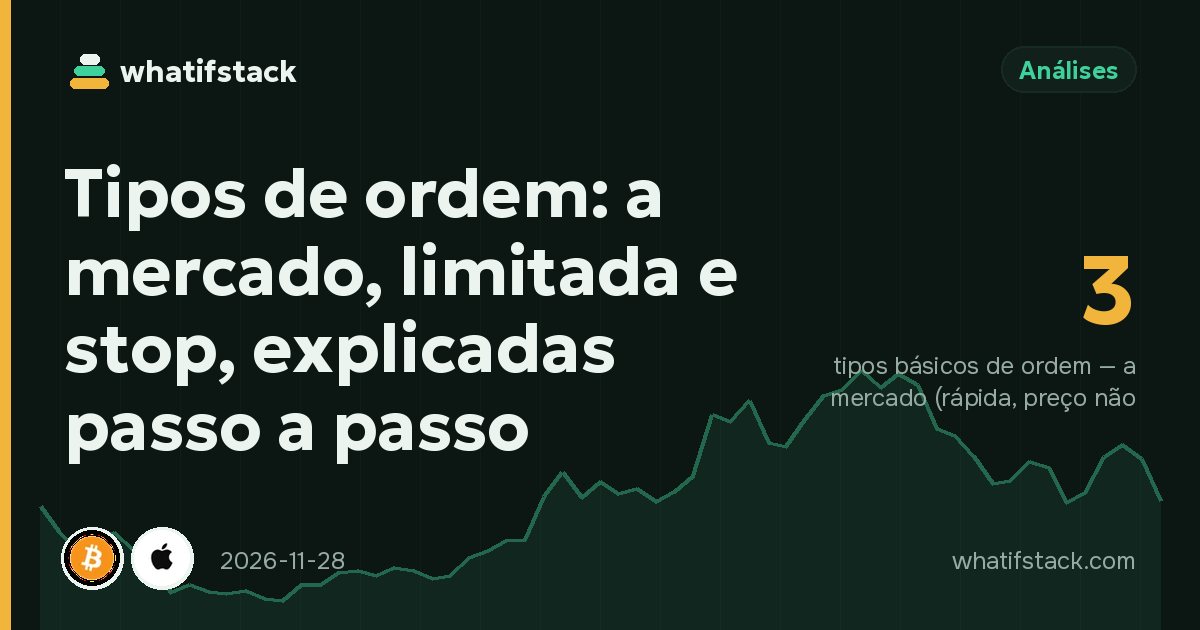 whatifstack
Análises
Tipos de ordem: a
mercado, limitada e
stop, explicadas
passo a passo
3
tipos básicos de ordem — a
mercado (rápida, preço não
2026-11-28
whatifstack.com